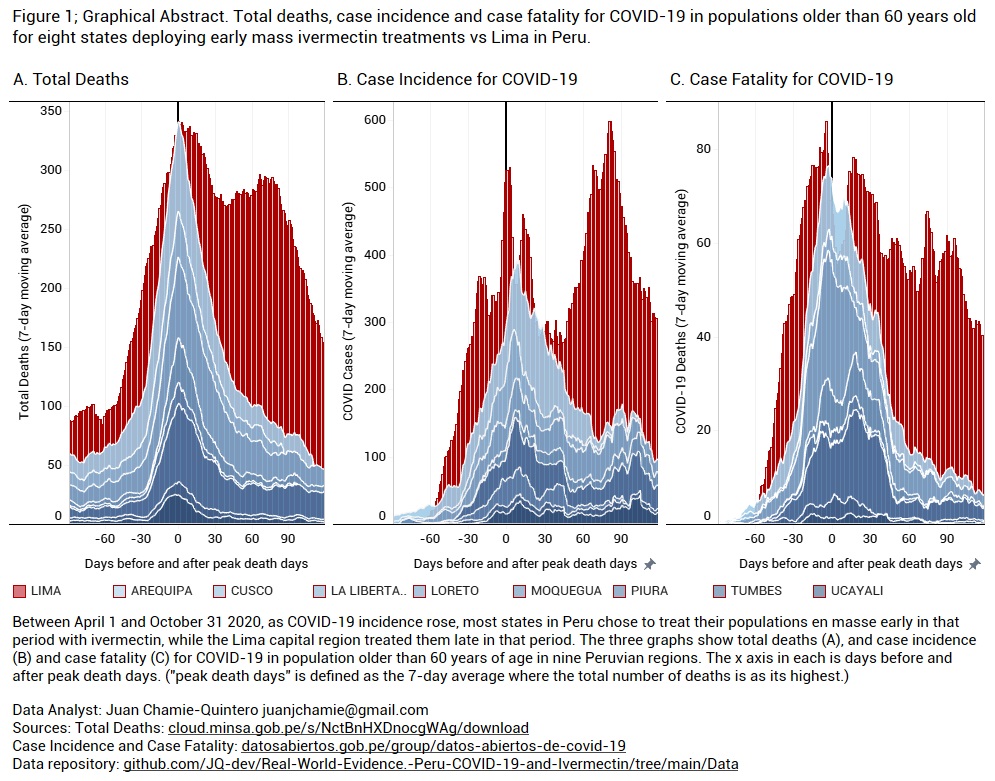 Figure 1; Graphical Abstract. Total deaths, case incidence and case fatality for COVID-19 in populations older than 60 years old
for eight states deploying early mass ivermectin treatments vs Lima in Peru.
A. Total Deaths
B. Case Incidence for COVID-19
C. Case Fatality for COVID-19
Total Deaths (7-day moving average)
350
300
250
200
150
100
50
0
-60 -30 0 30 60 90
Days before and after peak death days
COVID Cases (7-day moving average)
600
500
400
300
200
100
0
-60 -30 0 30 60 90
Days before and after peak death days
COVID-19 Deaths (7-day moving average)
80
60
40
20
0
-60 -30 0 30 60 90
Days before and after peak death days
LIMA AREQUIPA CUSCO LA LIBERTA.. LORETO MOQUEGUA PIURA TUMBES UCAYALI
Between April 1 and October 31 2020, as COVID-19 incidence rose, most states in Peru chose to treat their populations en masse early in that
period with ivermectin, while the Lima capital region treated them late in that period. The three graphs show total deaths (A), and case incidence
(B) and case fatality (C) for COVID-19 in population older than 60 years of age in nine Peruvian regions. The x axis in each is days before and
after peak death days. ("peak death days" is defined as the 7-day average where the total number of deaths is as its highest.)
Data Analyst: Juan Chamie-Quintero juanjchamie@gmail.com
Sources: Total Deaths: cloud.minsa.gob.pe/s/NctBnHXDnocgWAg/download
Case Incidence and Case Fatality: datosabiertos.gob.pe/group/datos-abiertos-de-covid-19
Data repository: github.com/JQ-dev/Real-World-Evidence.-Peru-COVID-19-and-Ivermectin/tree/main/Data